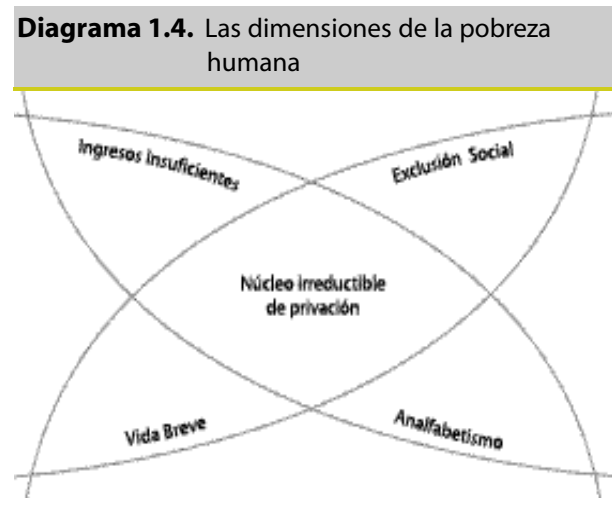 Diagrama 1.4. Las dimensiones de la pobreza
humana
Ingresos Insuficientes
Exclusión Social
Núcleo irreductible
de privación
Vida Breve
Analfabetismo